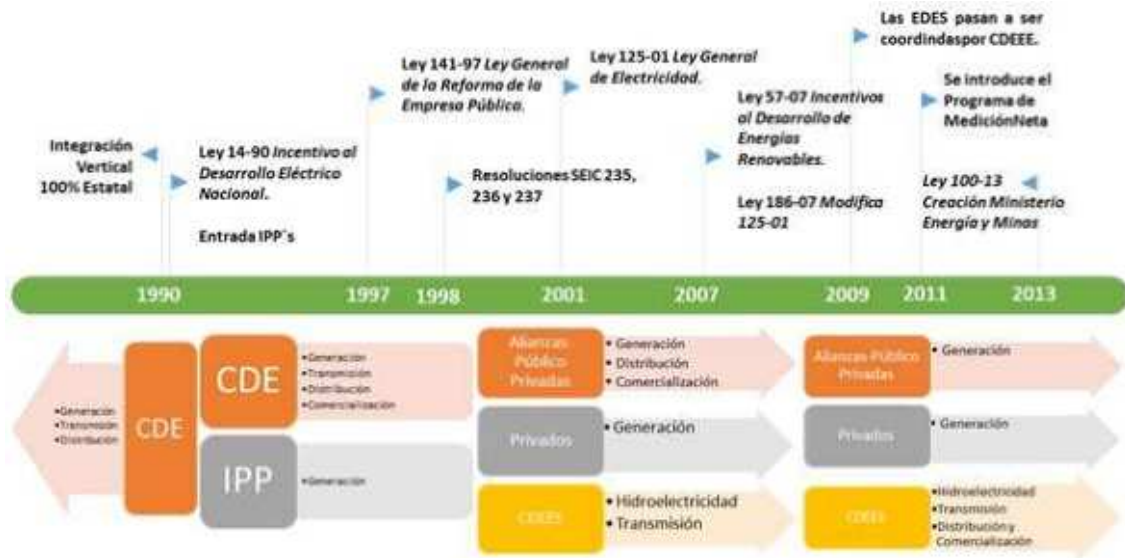 Integración
Vertical
100% Estatal
Ley 14-90 Incentivo al
Desarrollo Eléctrico
Nacional.
Entrada IPP´s
Ley 141-97 Ley General
de la Reforma de la
Empresa Pública.
Resoluciones SEIC 235,
236 y 237
Ley 125-01 Ley General
de Electricidad.
Ley 57-07 Incentivos
al Desarrollo de
Energías
Renovables.
Ley 186-07 Modifica
125-01
Las EDES pasan a ser
coordindaspor CDEEE.
Se introduce el
Programa de
MediciónNeta
Ley 100-13
Creación Ministerio
Energía y Minas
1990
1997
1998
2001
2007
2009
2011
2013
•Generación
•Transmisión
•Distribución
CDE
CDE
•Generación
•Transmisión
•Distribución
•Comercialización
IPP
•Generación
Alianzas
Público
Privadas
• Generación
• Distribución
• Comercialización
Privados
• Generación
CDEES
• Hidroelectricidad
• Transmisión
Alianzas Público
Privadas
• Generación
Privados
• Generación
CDEES
•Hidroelectricidad
•Transmisión
•Distribución y
Comercialización